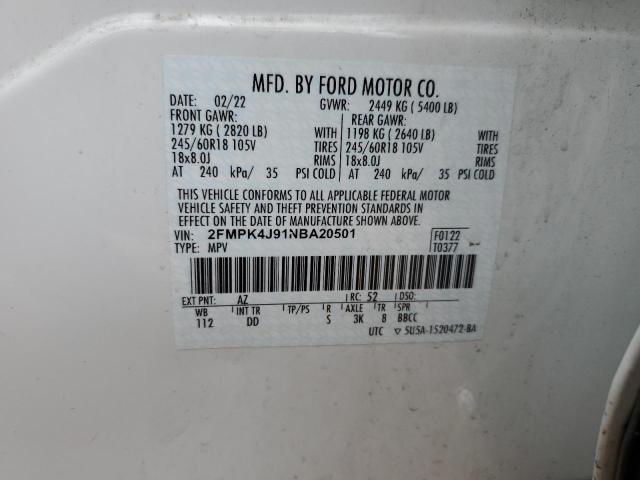 MFD. BY FORD MOTOR CO.
DATE: 02/22 GVWR: 2449 KG ( 5400 LB)
FRONT GAWR: REAR GAWR:
1279 KG ( 2820 LB) WITH 1198 KG ( 2640 LB) WITH
245/60R18 105V TIRES 245/60R18 105V TIRES
18x8.0J RIMS 18x8.0J RIMS
AT 240 kPa/ 35 PSI COLD AT 240 kPa/ 35 PSI COLD
THIS VEHICLE CONFORMS TO ALL APPLICABLE FEDERAL MOTOR
VEHICLE SAFETY AND THEFT PREVENTION STANDARDS IN
EFFECT ON THE DATE OF MANUFACTURE SHOWN ABOVE.
VIN: 2FMPK4J91NBA20501 F0122
TYPE: MPV T0377
EXT PNT: AZ RC: 52 DSO:
WB INT TR TP/PS R AXLE TR SPR
112 DD S 3K 8 BBCC
UTC ▽ 5U5A-1520472-BA